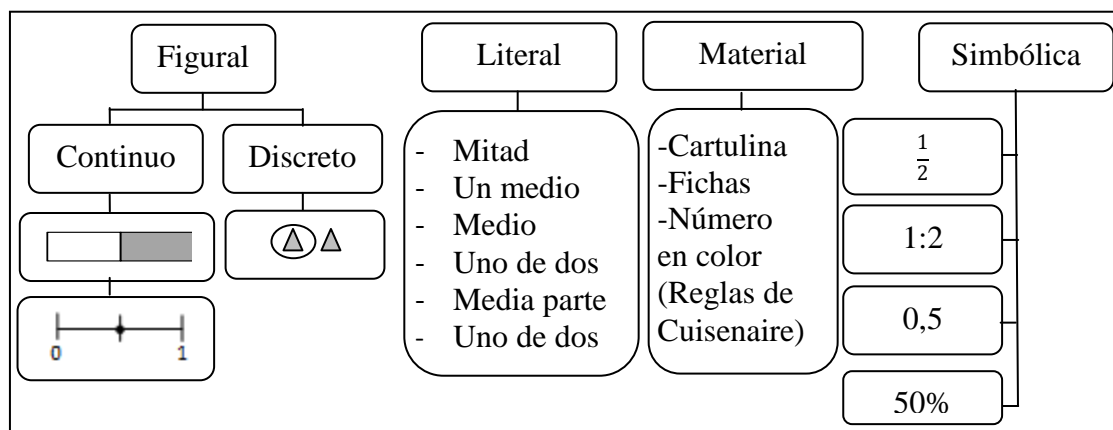 Figural
Continuo
Discreto
0 1
Literal
- Mitad
- Un medio
- Medio
- Uno de dos
- Media parte
- Uno de dos
Material
-Cartulina
-Fichas
-Número
en color
(Reglas de
Cuisenaire)
Simbólica
1/2
1:2
0,5
50%